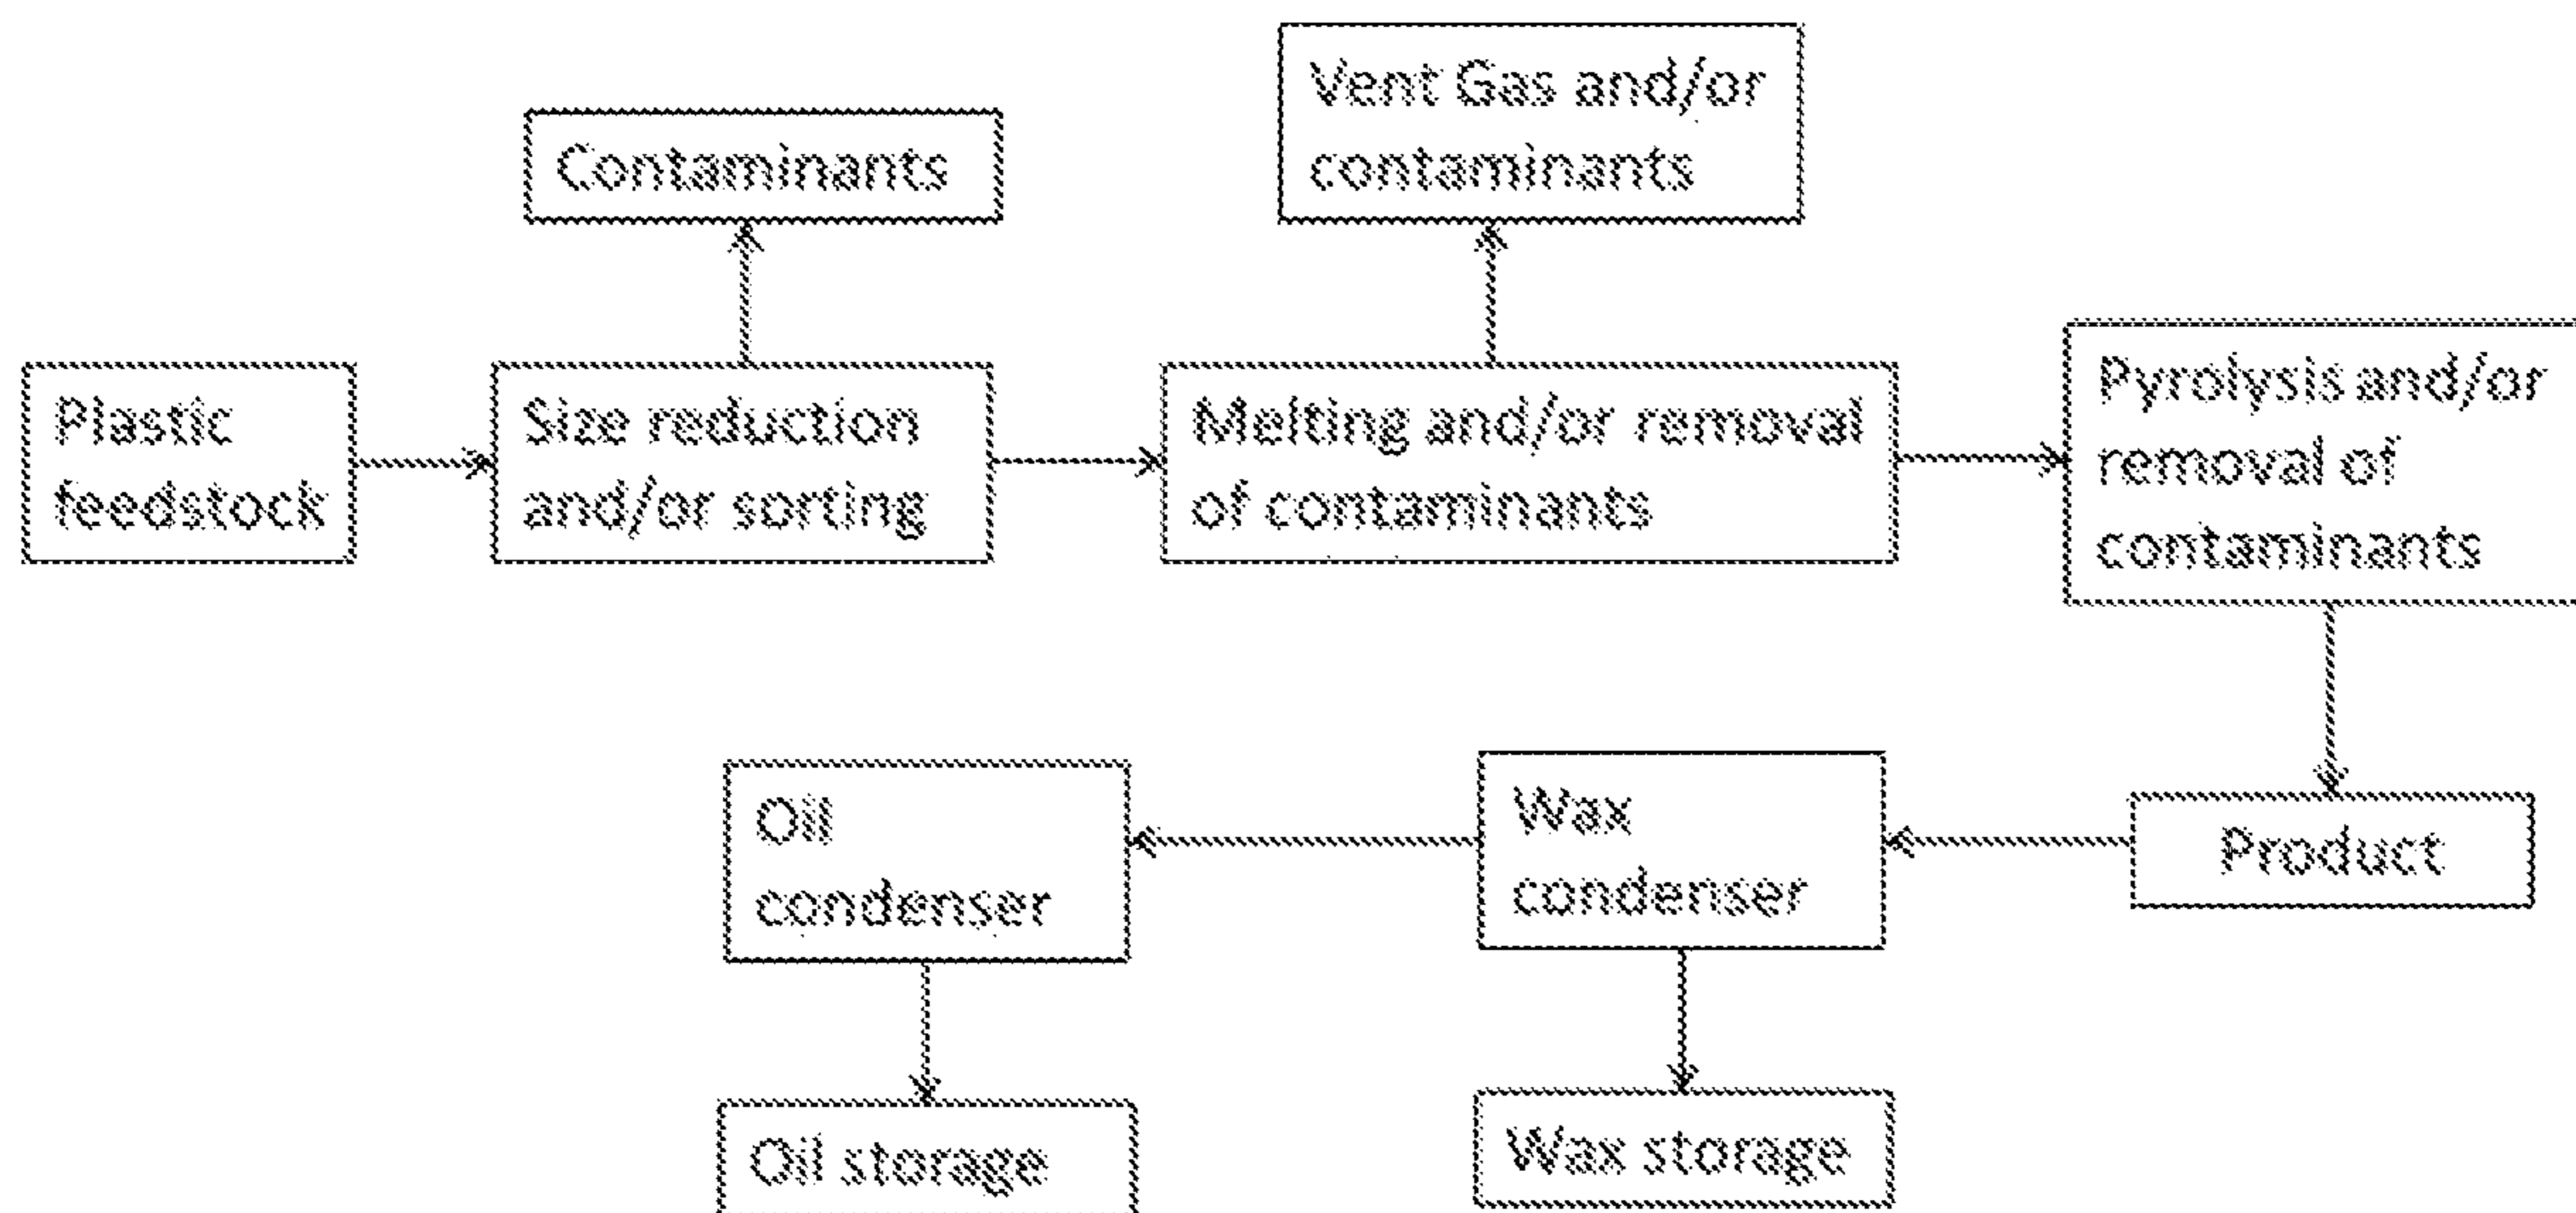 Vent Gas and/or
contaminants
Contaminants
Plastic
feedstock
Size reduction
and/or sorting
Melting and/or removal
of contaminants
Pyrolysis and/or
removal of
contaminants
Product
Wax
condenser
Oil
condenser
Wax storage
Oil storage